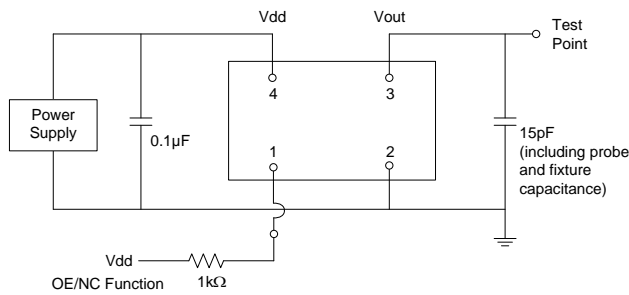 Vdd
Vout
Test
Point
4
3
Power
Supply
0.1µF
1
2
15pF
(including probe
and fixture
capacitance)
Vdd
1kΩ
OE/NC Function